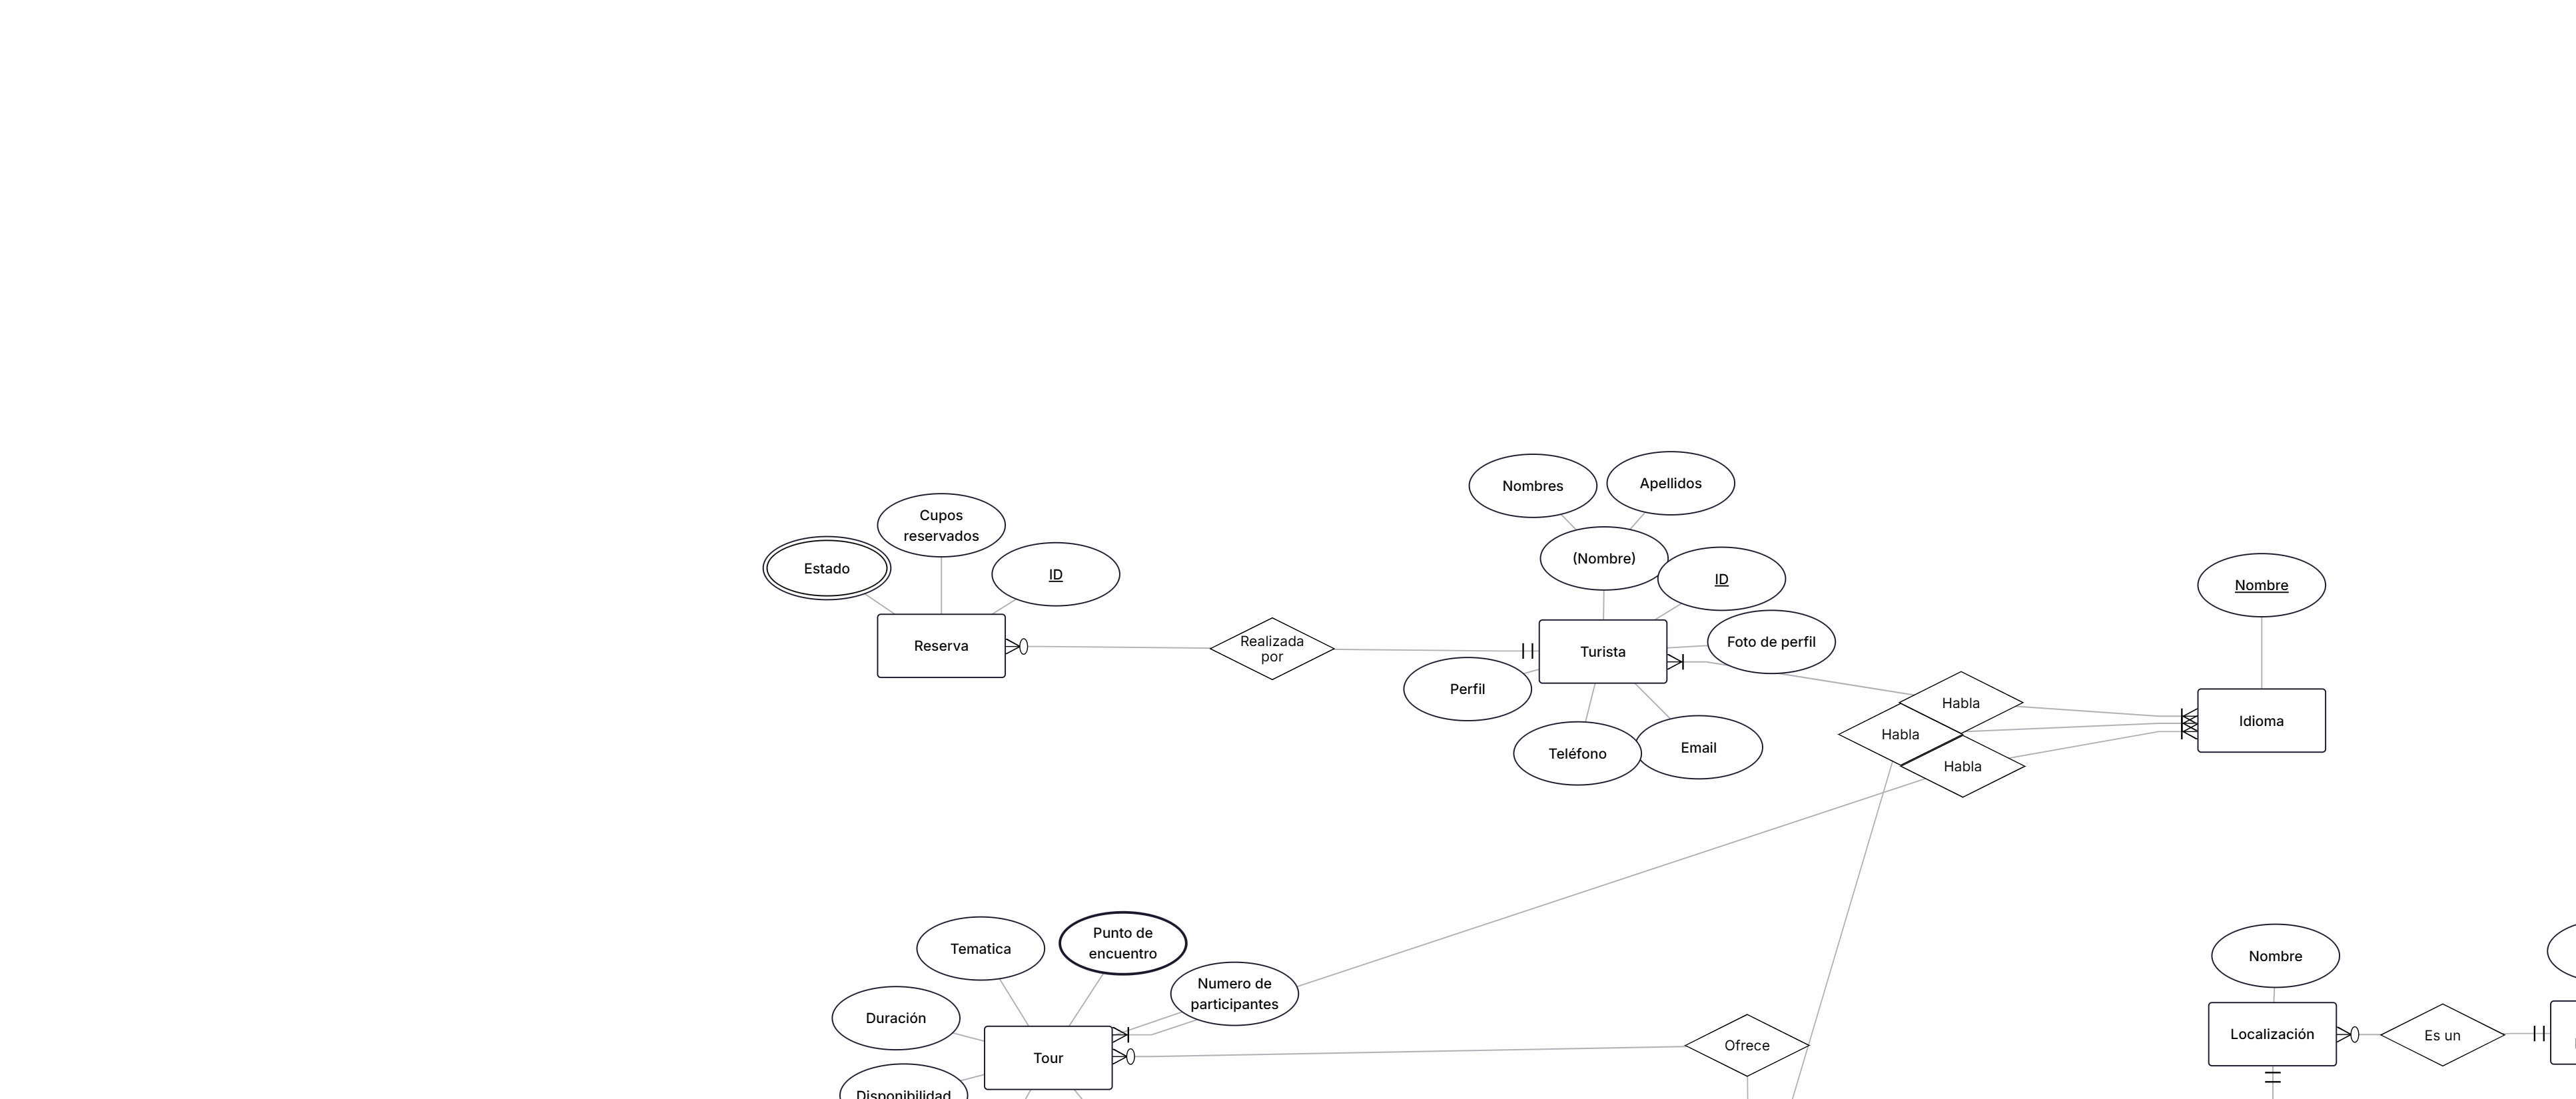 Nombres
Apellidos
Cupos
reservados
(Nombre)
Estado
ID
ID
Nombre
Reserva
Realizada
por
Turista
Foto de perfil
Perfil
Habla
Idioma
Habla
Teléfono
Email
Habla
Tematica
Punto de
encuentro
Nombre
Numero de
participantes
Duración
Localización
Es un
Ofrece
Tour
Disponibilidad